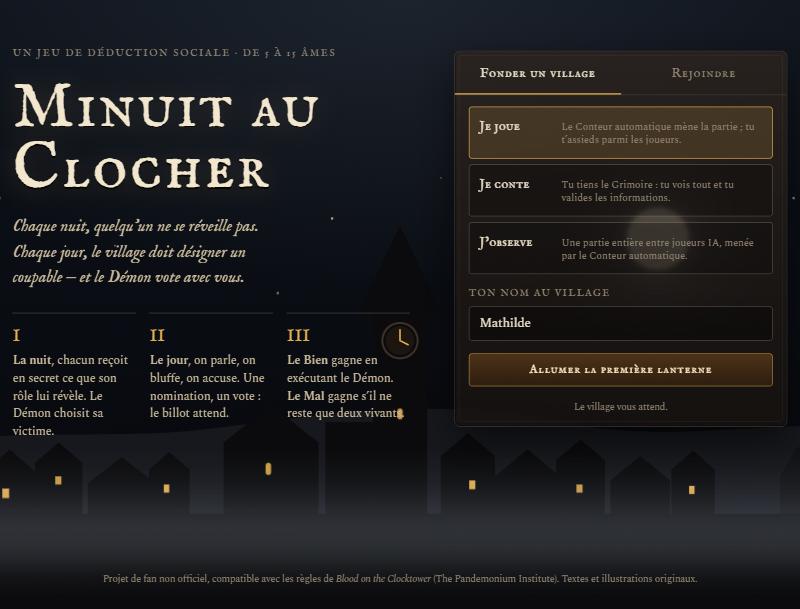 UN JEU DE DÉDUCTION SOCIALE · DE 5 À 15 ÂMES
MINUIT AU
CLOCHER
Chaque nuit, quelqu'un ne se réveille pas.
Chaque jour, le village doit désigner un
coupable — et le Démon vote avec vous.
I
La nuit, chacun reçoit
en secret ce que son
rôle lui révèle. Le
Démon choisit sa
victime.
II
Le jour, on parle, on
bluffe, on accuse. Une
nomination, un vote :
le billot attend.
III
Le Bien gagne en
exécutant le Démon.
Le Mal gagne s'il ne
reste que deux vivants.
FONDER UN VILLAGE
REJOINDRE
JE JOUE
Le Conteur automatique mène la partie ; tu
t'assieds parmi les joueurs.
JE CONTE
Tu tiens le Grimoire : tu vois tout et tu
valides les informations.
J'OBSERVE
Une partie entière entre joueurs IA, menée
par le Conteur automatique.
TON NOM AU VILLAGE
Mathilde
ALLUMER LA PREMIÈRE LANTERNE
Le village vous attend.
Projet de fan non officiel, compatible avec les règles de Blood on the Clocktower (The Pandemonium Institute). Textes et illustrations originaux.